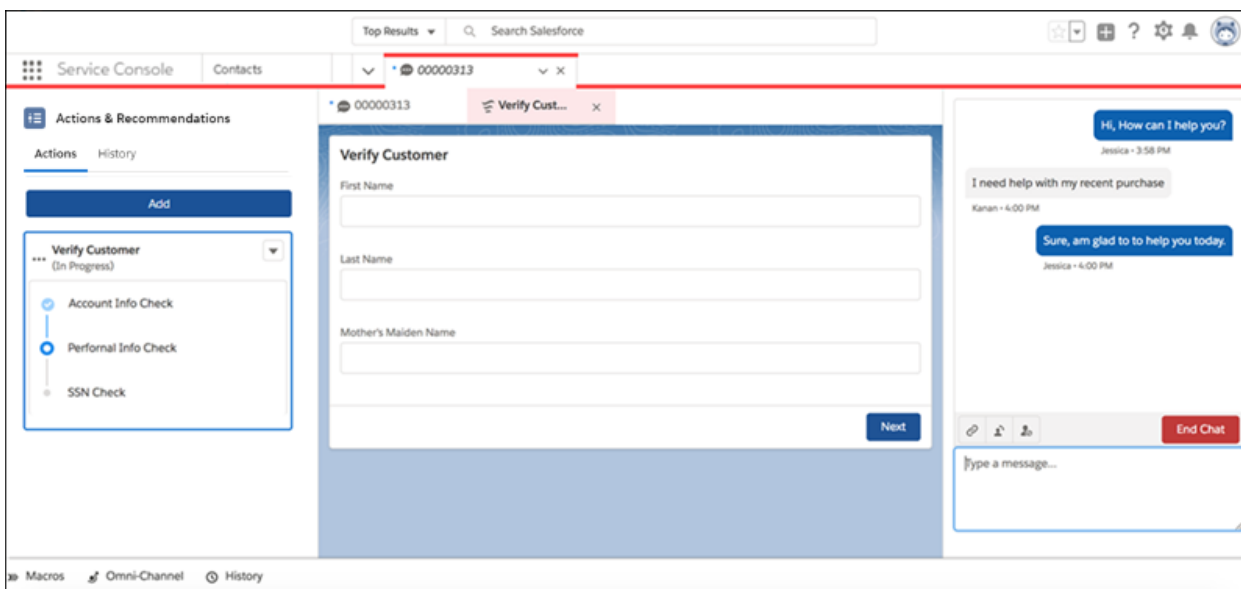 Top Results
Search Salesforce
Service Console
Contacts
* 00000313
* 00000313
Verify Cust...
Actions & Recommendations
Actions
History
Add
Verify Customer
(In Progress)
Account Info Check
Perfornal Info Check
SSN Check
Verify Customer
First Name
Last Name
Mother's Maiden Name
Next
Hi, How can I help you?
Jessica • 3:58 PM
I need help with my recent purchase
Kanan • 4:00 PM
Sure, am glad to to help you today.
Jessica • 4:00 PM
End Chat
Type a message...
Macros
Omni-Channel
History